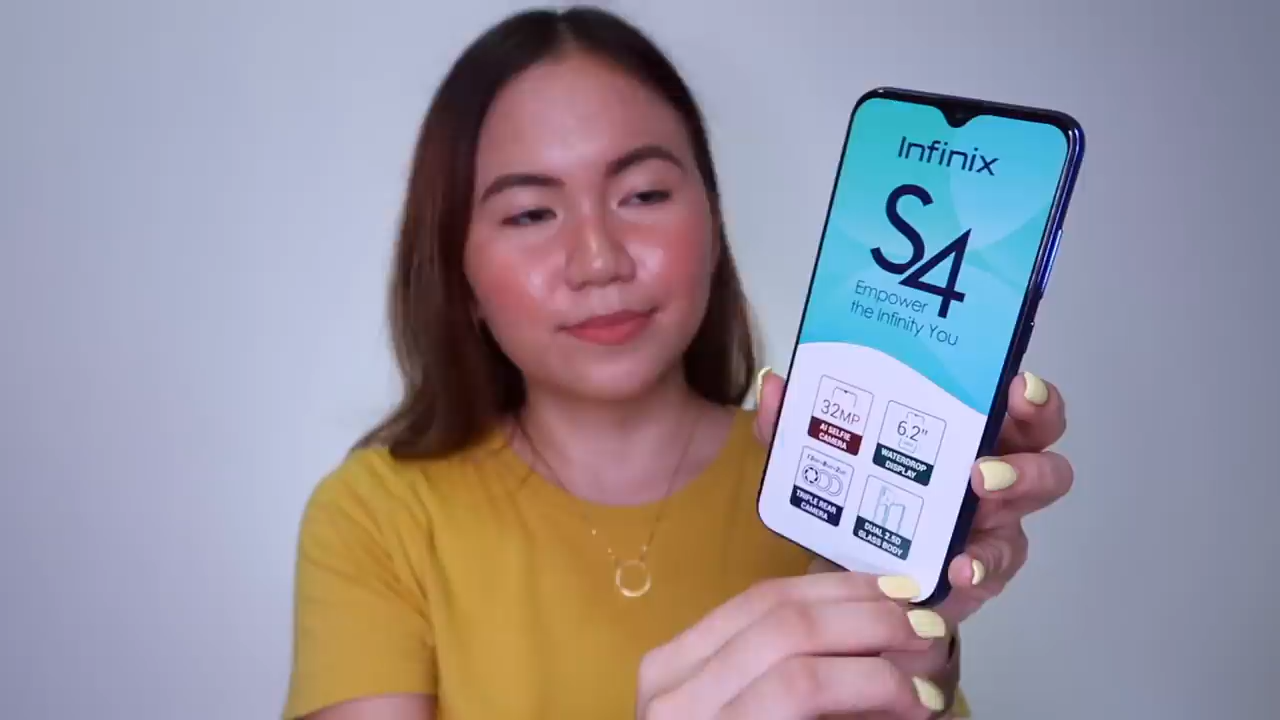 Infinix
S4
Empower
the Infinity You
32MP
AI SELFIE
CAMERA
6.2"
WATERDROP
DISPLAY
TRIPLE REAR
CAMERA
DUAL 2.5D
GLASS BODY